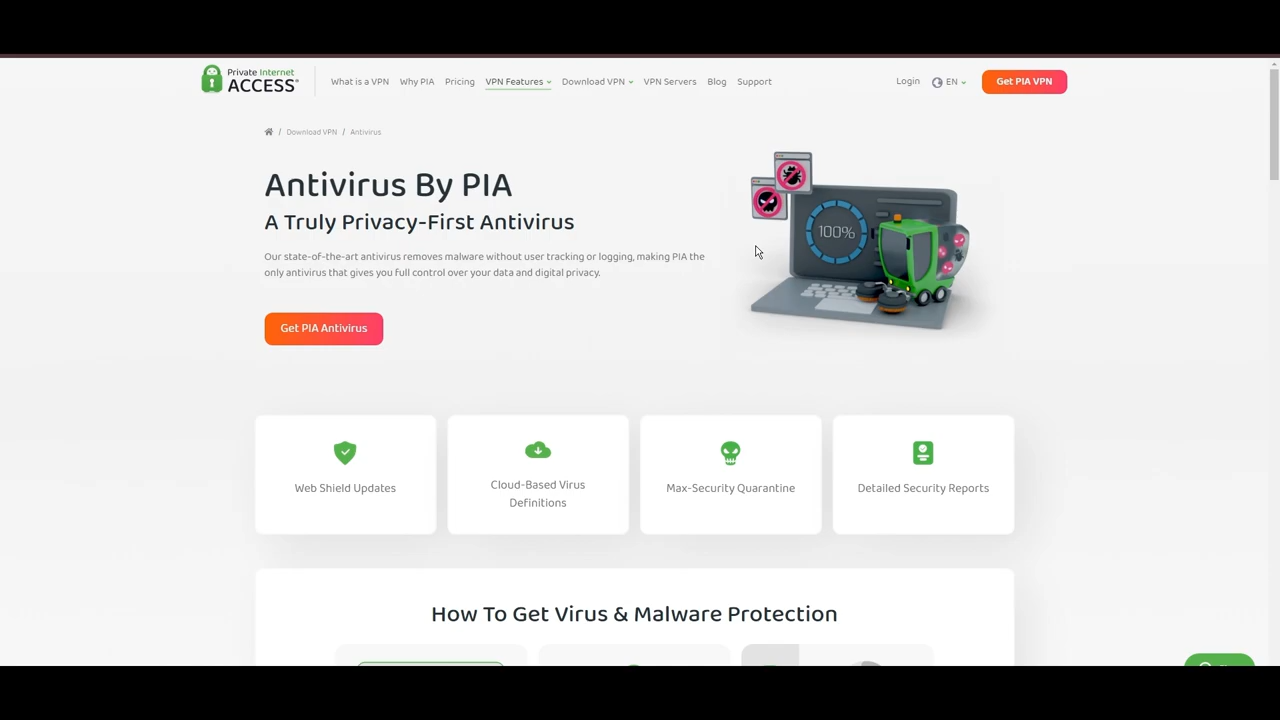 Private Internet
ACCESS®
What is a VPN Why PIA Pricing VPN Features Download VPN VPN Servers Blog Support
Login EN Get PIA VPN
/ Download VPN / Antivirus
Antivirus By PIA
A Truly Privacy-First Antivirus
Our state-of-the-art antivirus removes malware without user tracking or logging, making PIA the
only antivirus that gives you full control over your data and digital privacy.
100%
Get PIA Antivirus
Web Shield Updates
Cloud-Based Virus
Definitions
Max-Security Quarantine
Detailed Security Reports
How To Get Virus & Malware Protection